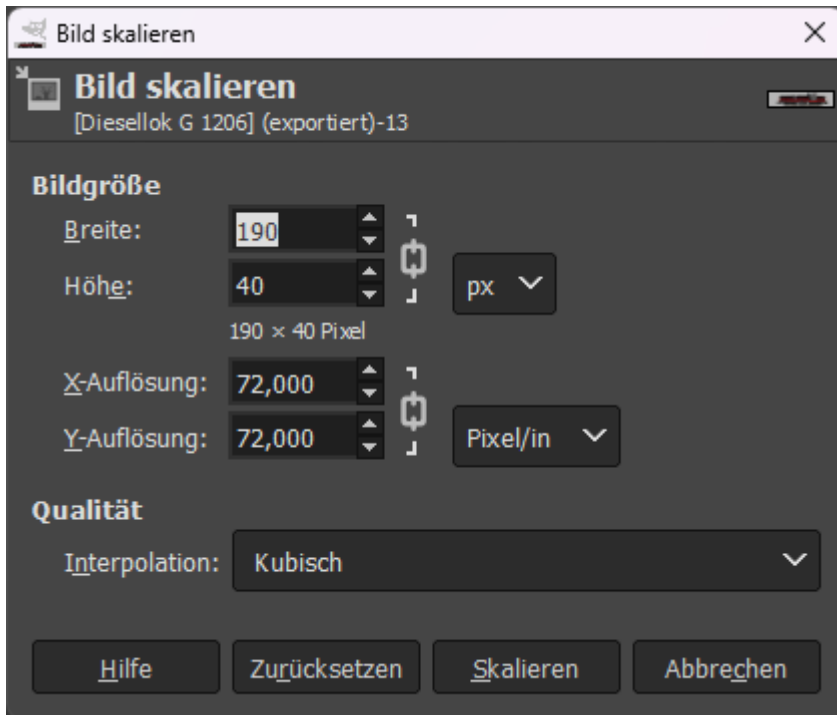 Bild skalieren
Bild skalieren
[Diesellok G 1206] (exportiert)-13
Bildgröße
Breite: 190
Höhe: 40 px
190 × 40 Pixel
X-Auflösung: 72,000
Y-Auflösung: 72,000 Pixel/in
Qualität
Interpolation: Kubisch
Hilfe Zurücksetzen Skalieren Abbrechen